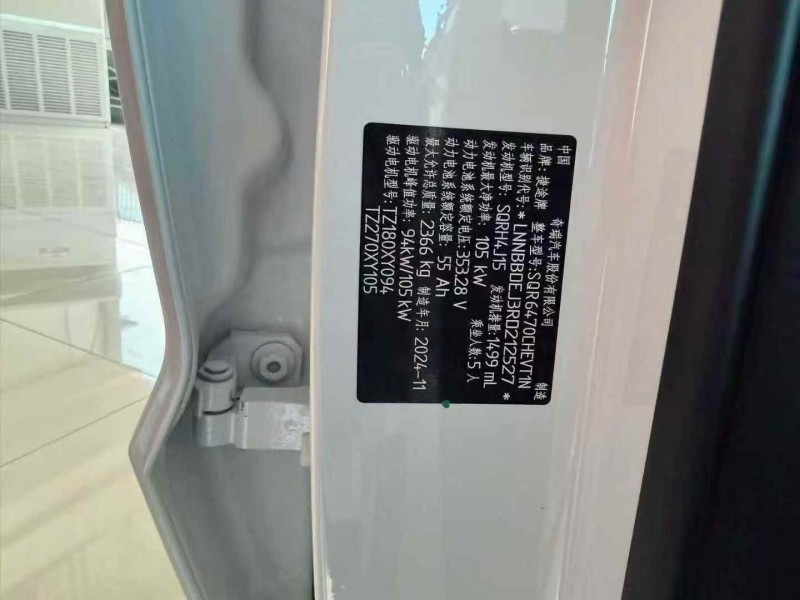 中国 奇瑞汽车股份有限公司 制造
品牌: 捷途牌 整车型号:SQR6470CHEVT1N
车辆识别代号:*LNNBBDEJ3RD212527*
发动机型号: SQRH4J15 发动机排量:1499 mL
发动机最大净功率: 105 kW 乘坐人数:5 人
动力电池系统额定电压:353.28 V
动力电池系统额定容量: 55 Ah
最大允许总质量: 2366 kg 制造年月: 2024-11
驱动电机峰值功率: 94kW/105 kW
驱动电机型号: TZ180XY094
TZ270XY105